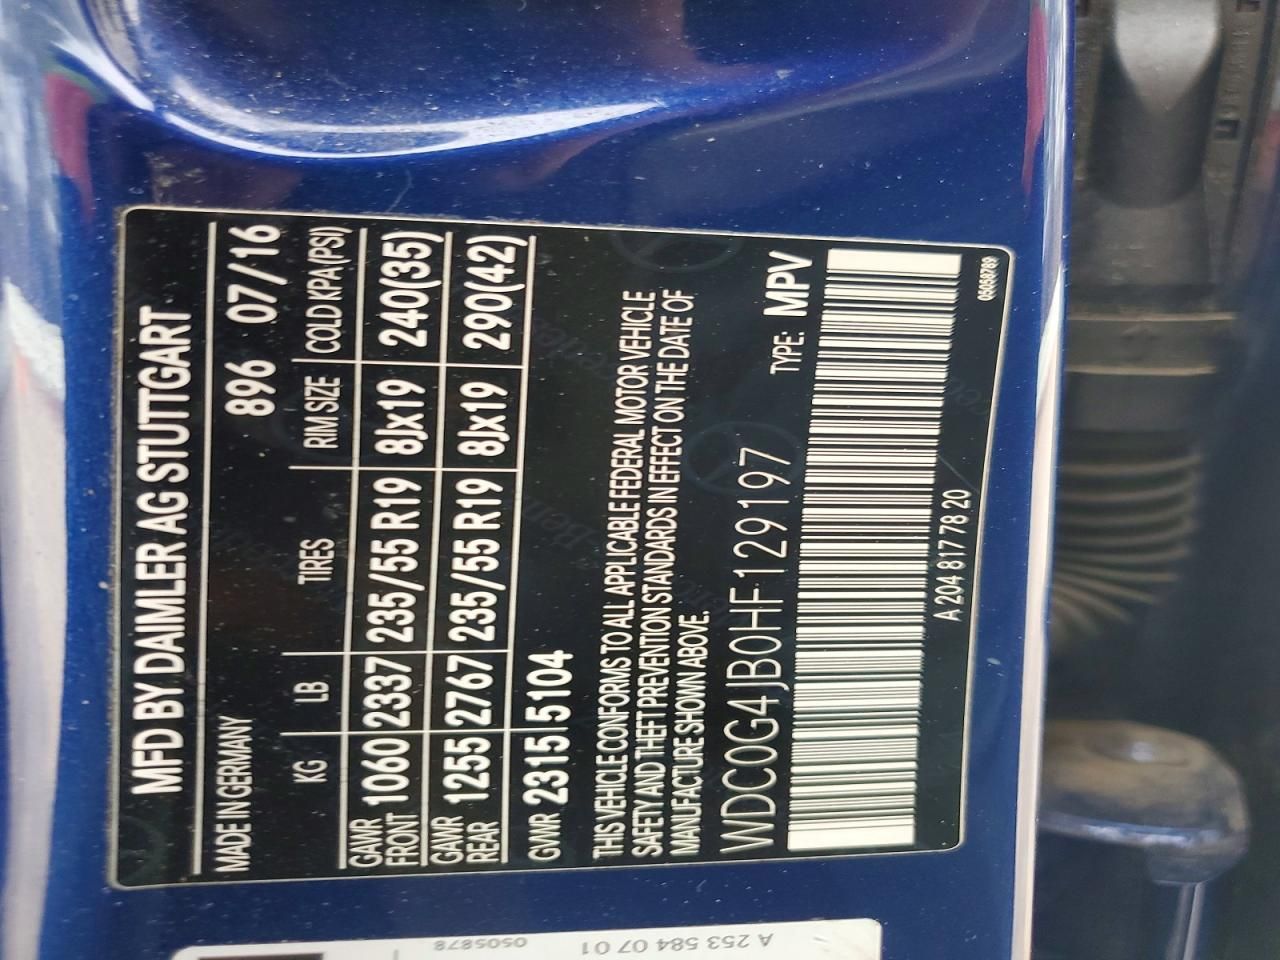 MFD BY DAIMLER AG STUTTGART
MADE IN GERMANY 896 07/16
KG LB TIRES RIM SIZE COLD KPA(PSI)
GAWR FRONT 1060 2337 235/55 R19 8Jx19 240(35)
GAWR REAR 1255 2767 235/55 R19 8Jx19 290(42)
GVWR 2315 5104
THIS VEHICLE CONFORMS TO ALL APPLICABLE FEDERAL MOTOR VEHICLE
SAFETY AND THEFT PREVENTION STANDARDS IN EFFECT ON THE DATE OF
MANUFACTURE SHOWN ABOVE.
WDC0G4JB0HF129197 TYPE: MPV
A 204 817 78 20
05058789
A 253 584 07 01
0505878